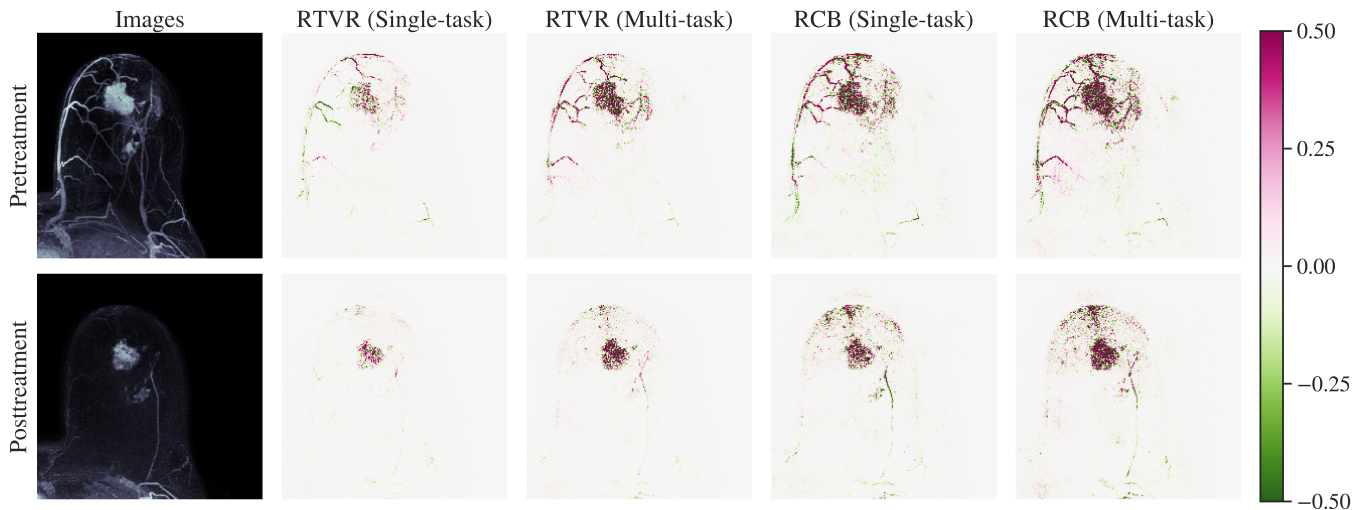 Images
RTVR (Single-task)
RTVR (Multi-task)
RCB (Single-task)
RCB (Multi-task)
Pretreatment
Posttreatment
0.50
0.25
0.00
−0.25
−0.50